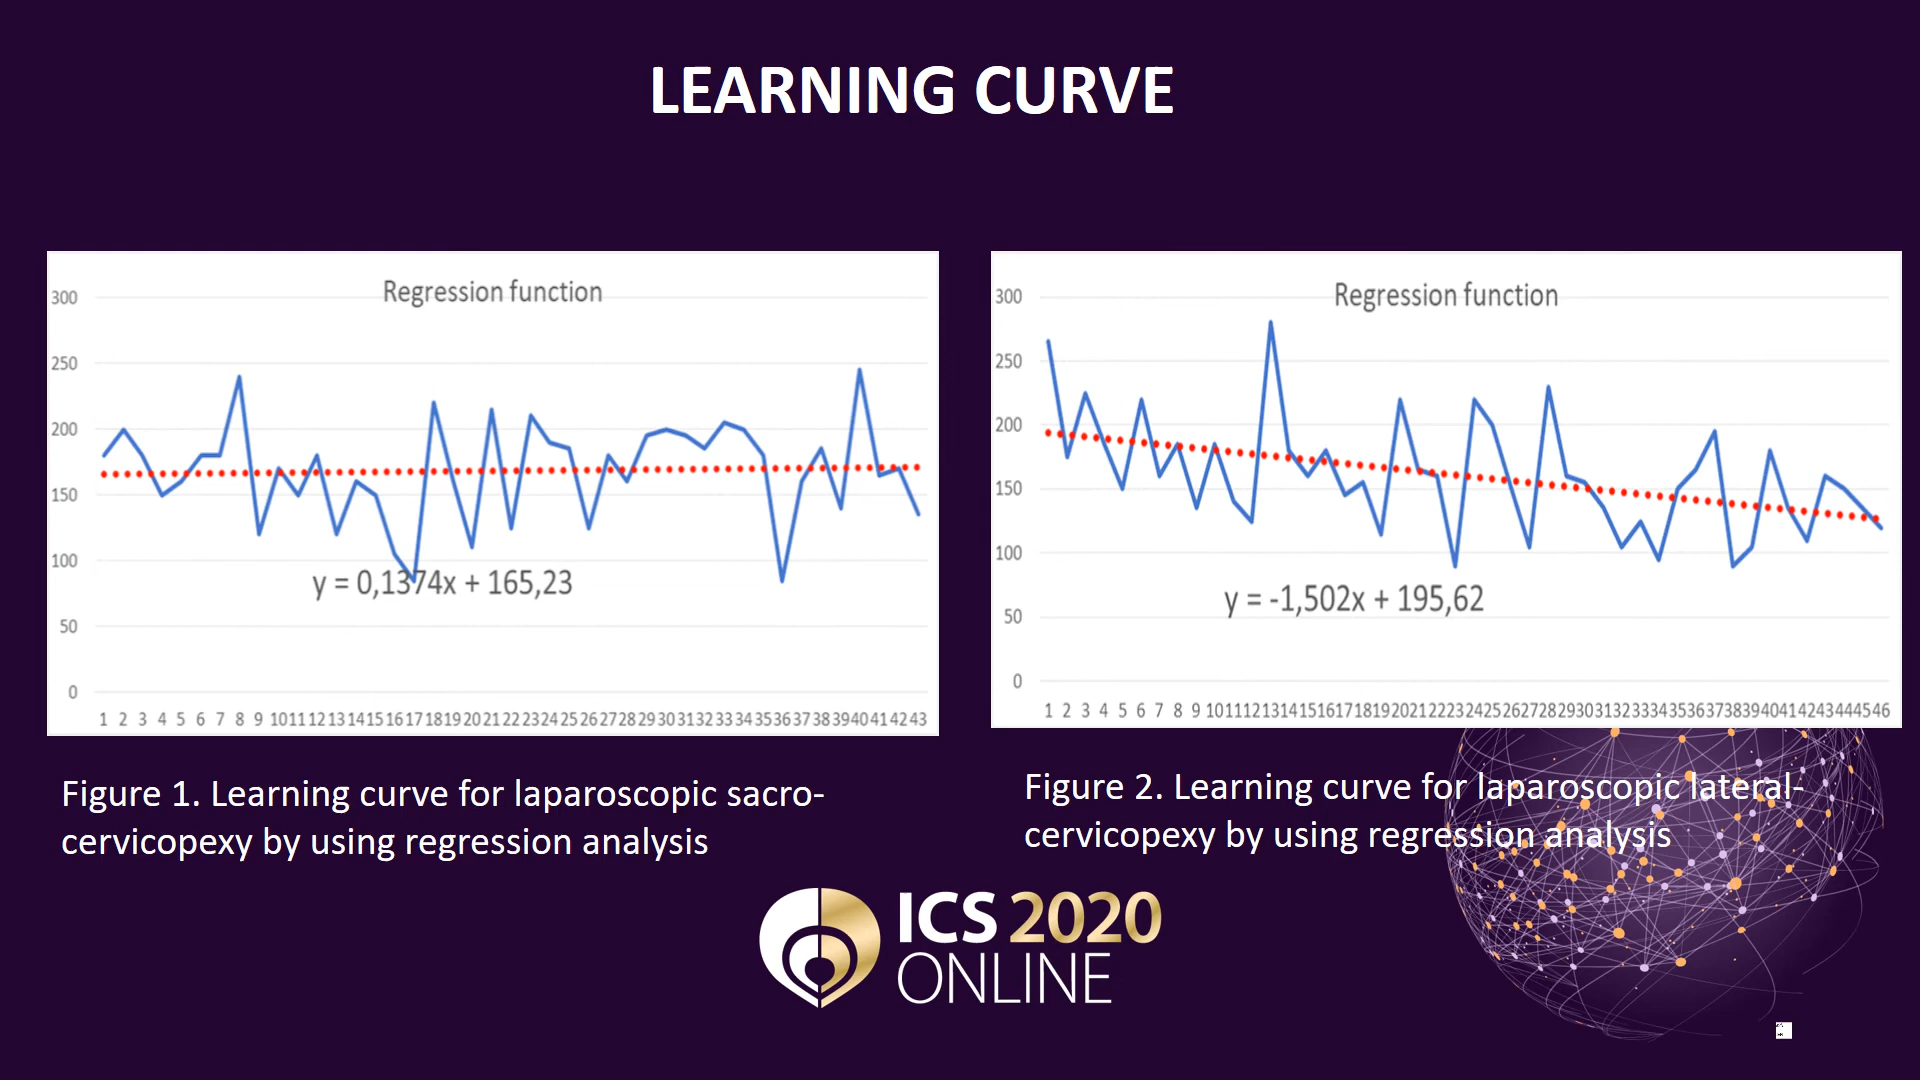 LEARNING CURVE
Regression function
300
250
200
150
100
50
0
y = 0,1374x + 165,23
1 2 3 4 5 6 7 8 9 10 11 12 13 14 15 16 17 18 19 20 21 22 23 24 25 26 27 28 29 30 31 32 33 34 35 36 37 38 39 40 41 42 43
Figure 1. Learning curve for laparoscopic sacro-
cervicopexy by using regression analysis
Regression function
300
250
200
150
100
50
0
y = -1,502x + 195,62
1 2 3 4 5 6 7 8 9 10 11 12 13 14 15 16 17 18 19 20 21 22 23 24 25 26 27 28 29 30 31 32 33 34 35 36 37 38 39 40 41 42 43 44 45 46
Figure 2. Learning curve for laparoscopic lateral-
cervicopexy by using regression analysis
ICS 2020
ONLINE